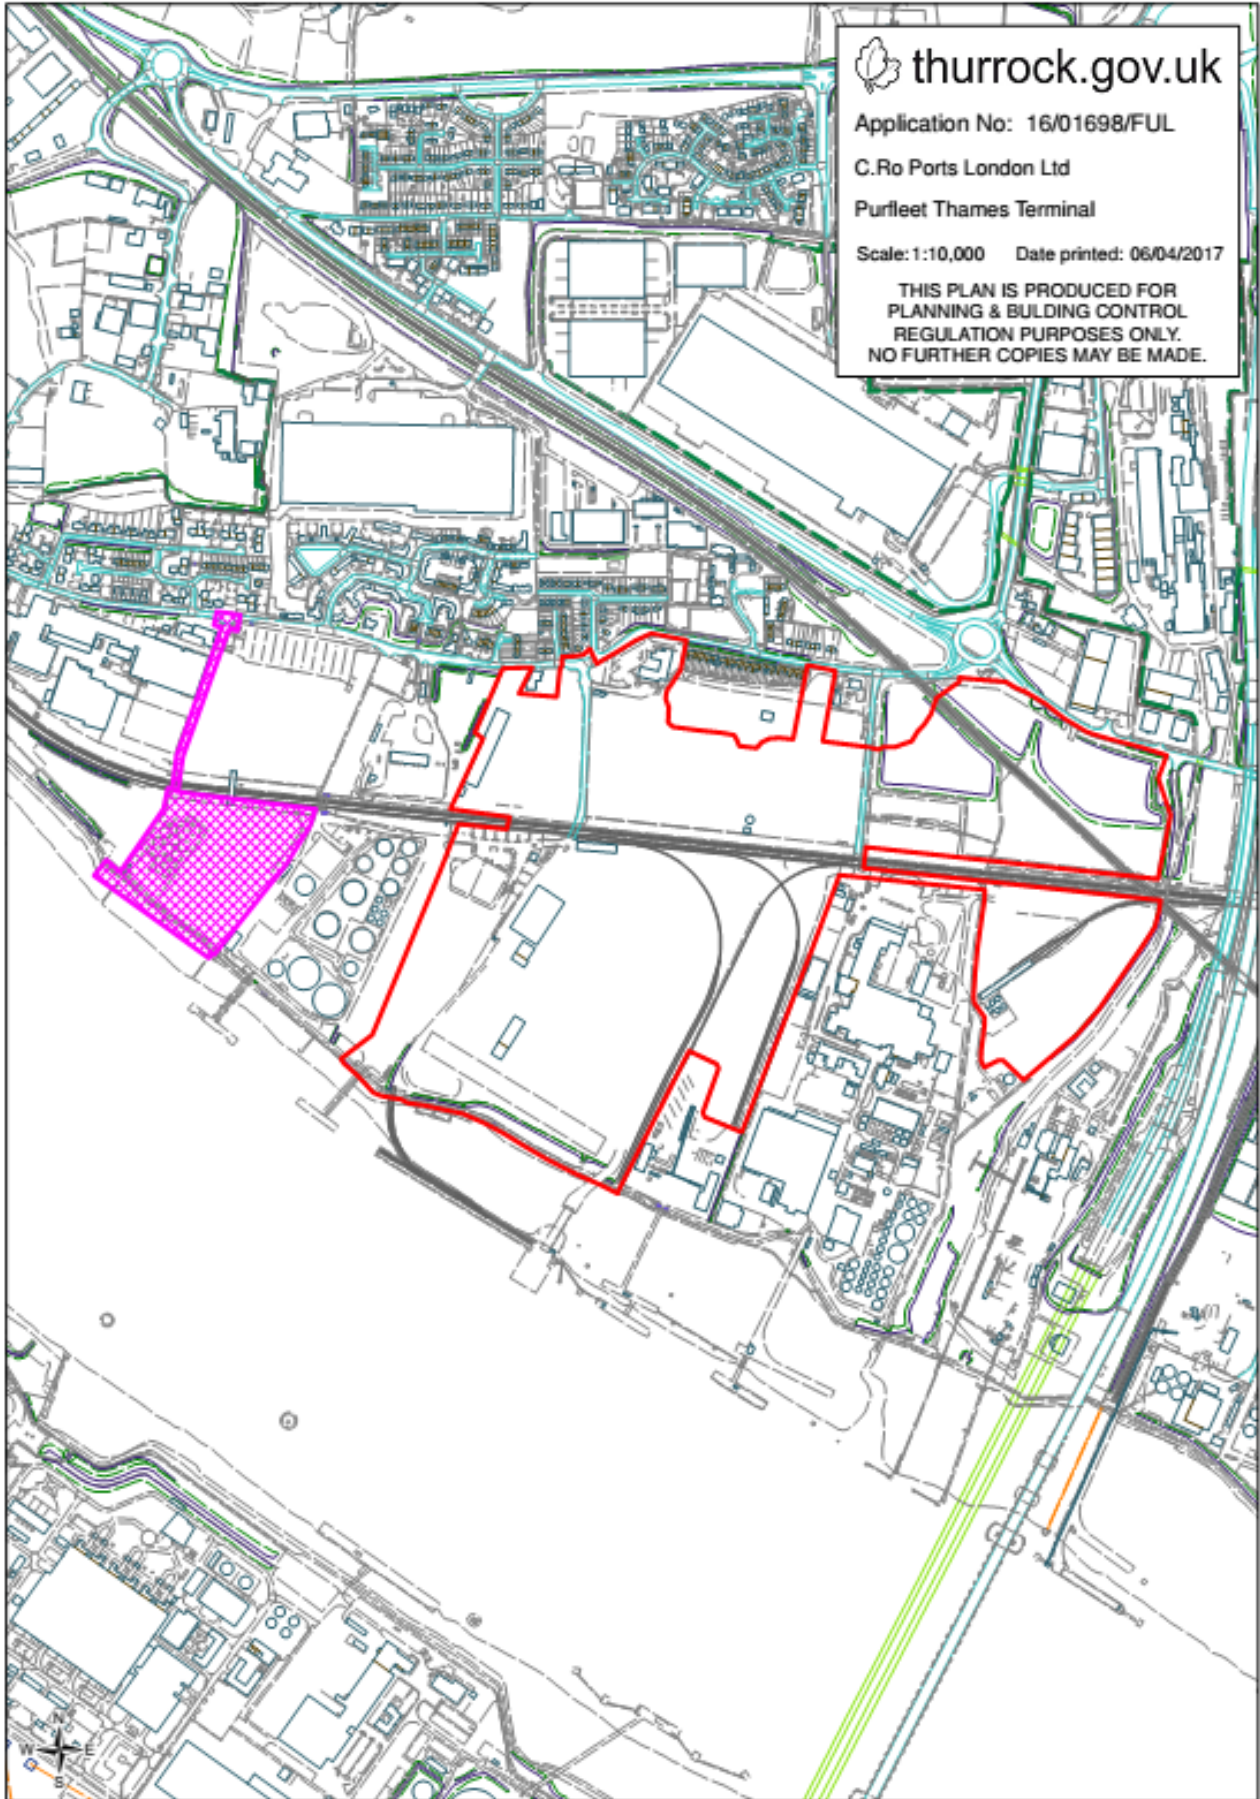 thurrock.gov.uk
Application No: 16/01698/FUL
C.Ro Ports London Ltd
Purfleet Thames Terminal
Scale:1:10,000 Date printed: 06/04/2017
THIS PLAN IS PRODUCED FOR
PLANNING & BULDING CONTROL
REGULATION PURPOSES ONLY.
NO FURTHER COPIES MAY BE MADE.
N
W E
S